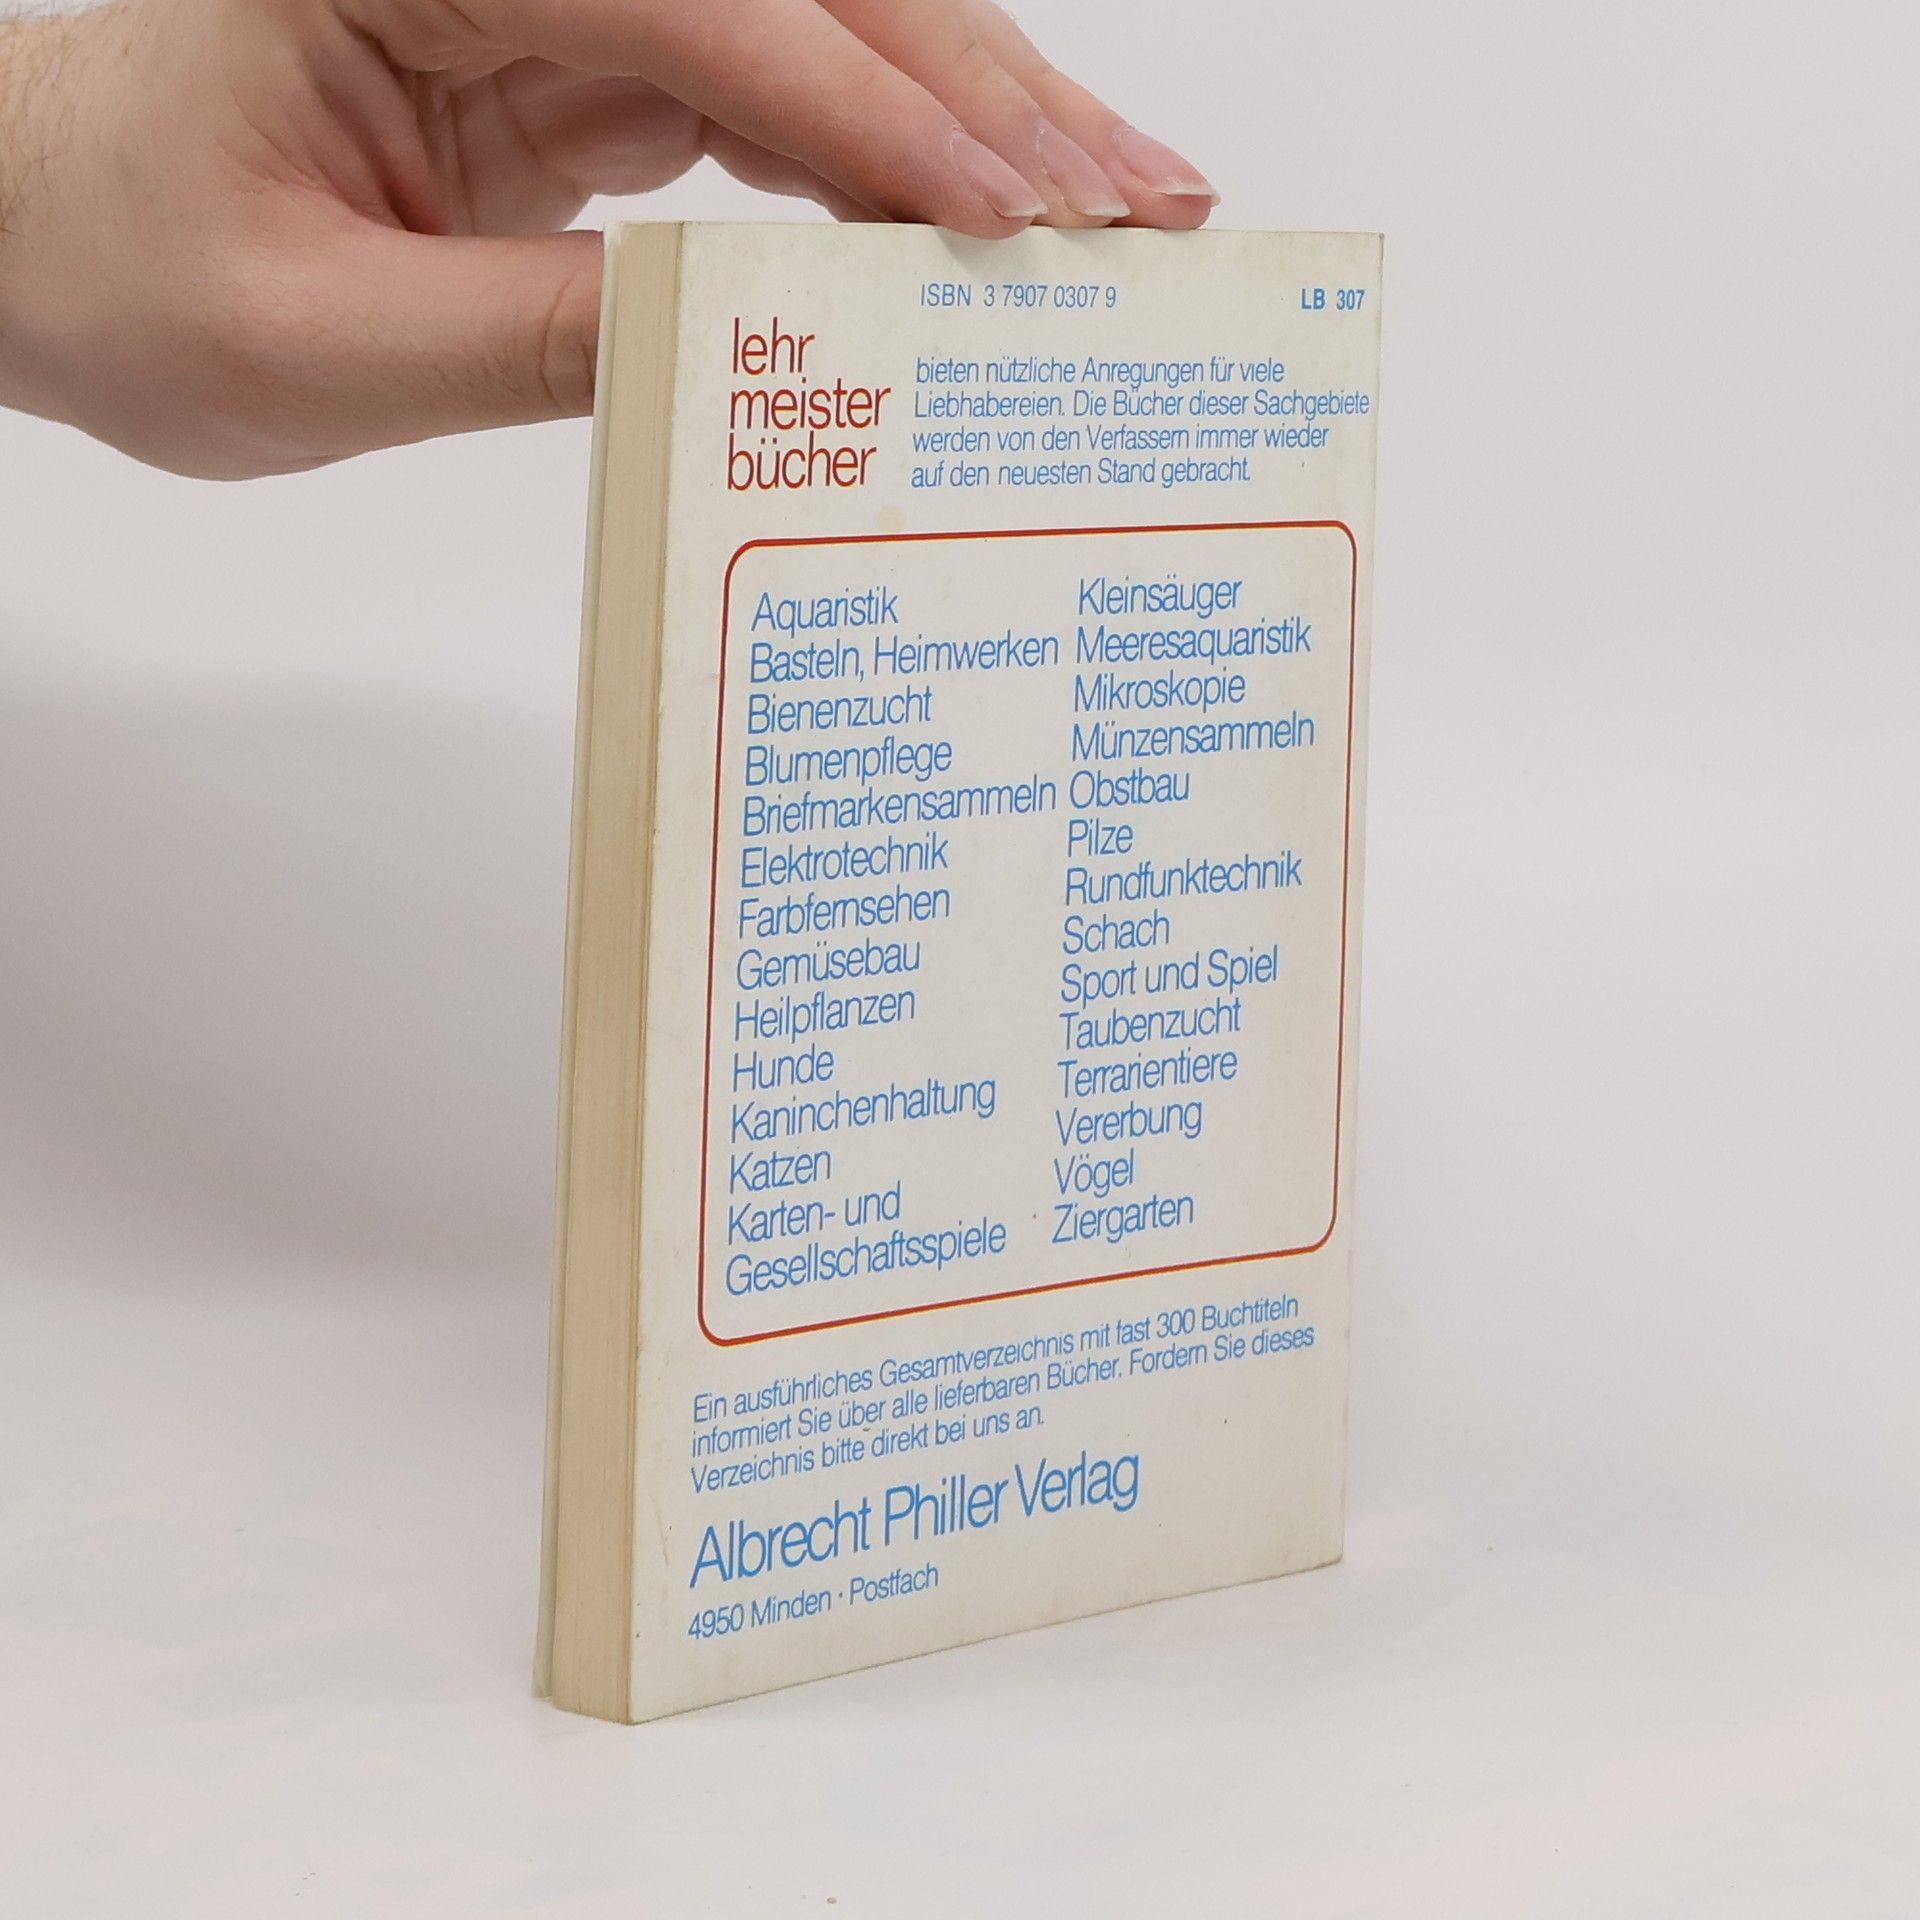 ISBN 3 7907 0307 9
LB 307
lehr
meister
bücher
bieten nützliche Anregungen für viele
Liebhabereien. Die Bücher dieser Sachgebiete
werden von den Verfassern immer wieder
auf den neuesten Stand gebracht.
Aquaristik
Basteln, Heimwerken
Bienenzucht
Blumenpflege
Briefmarkensammeln
Elektrotechnik
Farbfernsehen
Gemüsebau
Heilpflanzen
Hunde
Kaninchenhaltung
Katzen
Karten- und
Gesellschaftsspiele
Kleinsäuger
Meeresaquaristik
Mikroskopie
Münzensammeln
Obstbau
Pilze
Rundfunktechnik
Schach
Sport und Spiel
Taubenzucht
Terrarientiere
Vererbung
Vögel
Ziergarten
Ein ausführliches Gesamtverzeichnis mit fast 300 Buchtiteln
informiert Sie über alle lieferbaren Bücher. Fordern Sie dieses
Verzeichnis bitte direkt bei uns an.
Albrecht Philler Verlag
4950 Minden · Postfach